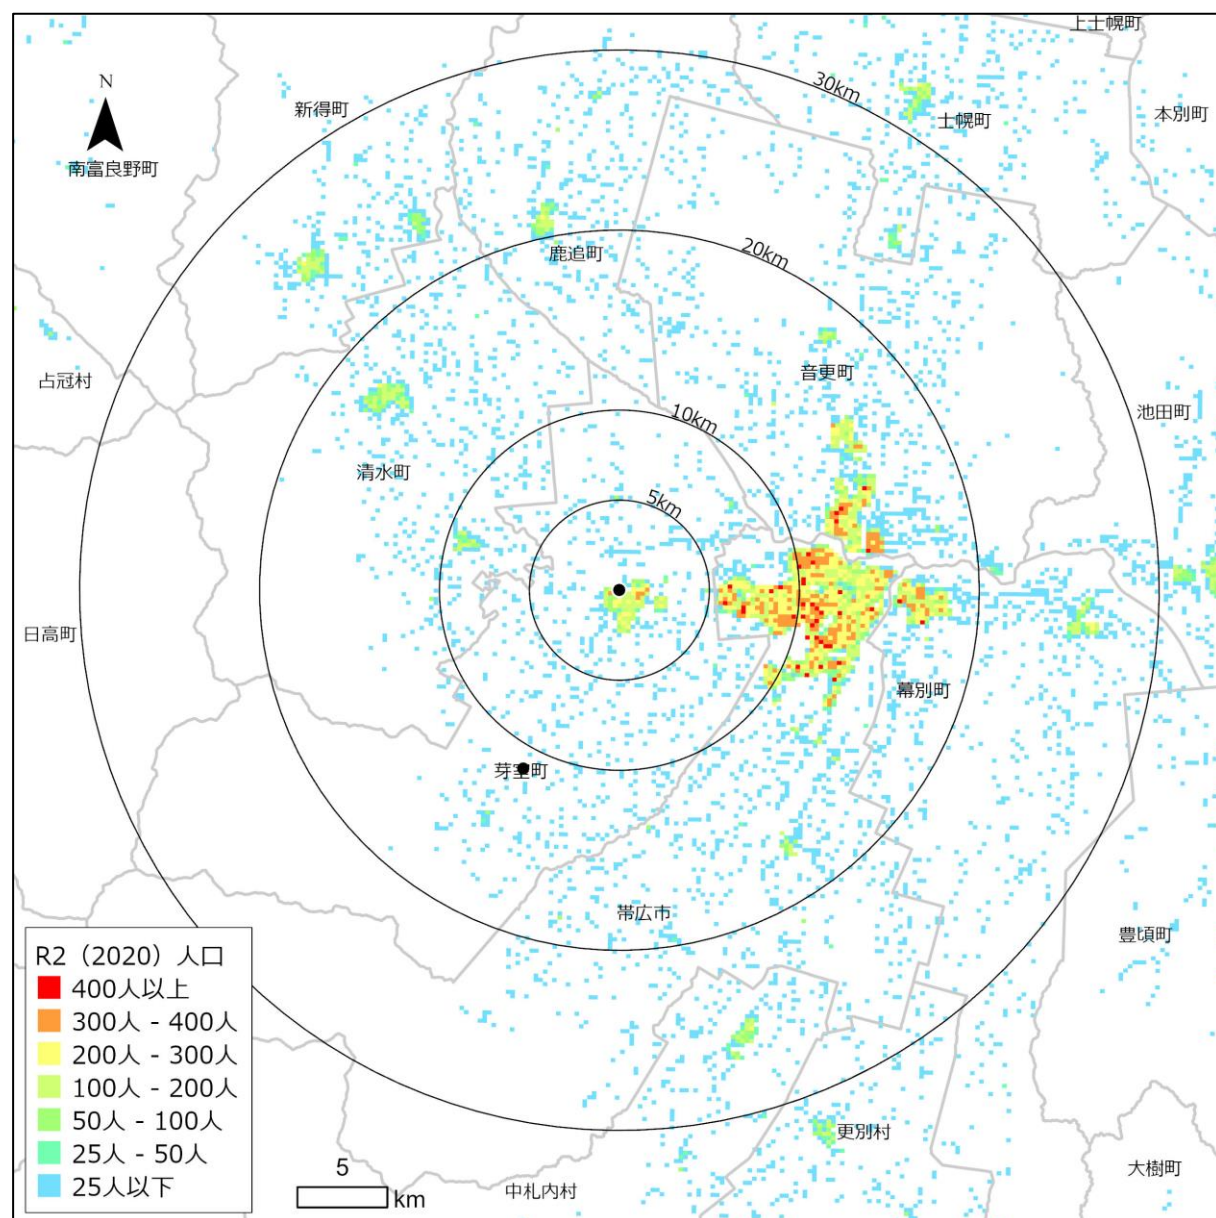 上士幌町
30km
N
新得町
士幌町
本別町
南富良野町
20km
鹿追町
音更町
占冠村
池田町
10km
清水町
5km
日高町
幕別町
芽室町
帯広市
豊頃町
R2（2020）人口
400人以上
300人 - 400人
200人 - 300人
100人 - 200人
50人 - 100人
25人 - 50人
25人以下
更別村
5
km
中札内村
大樹町